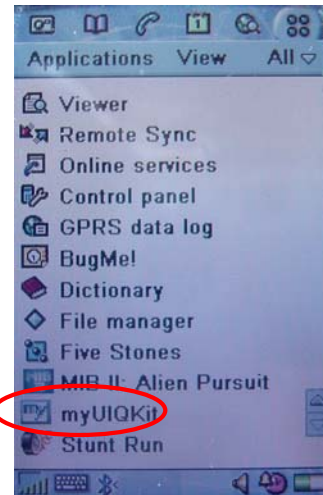 Applications View All
Viewer
Remote Sync
Online services
Control panel
GPRS data log
BugMe!
Dictionary
File manager
Five Stones
MIB II: Alien Pursuit
myUIQKit
Stunt Run